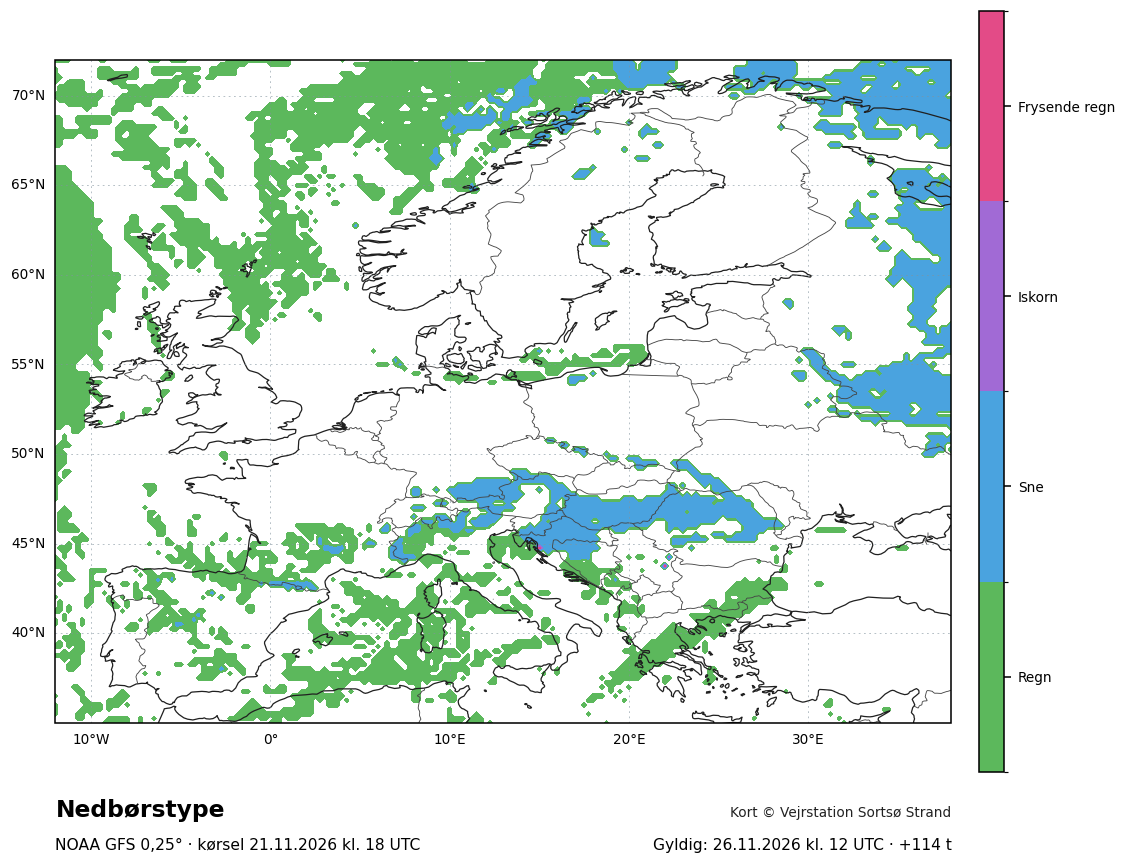 70°N
65°N
60°N
55°N
50°N
45°N
40°N
10°W
0°
10°E
20°E
30°E
Frysende regn
Iskorn
Sne
Regn
Nedbørstype
Kort © Vejrstation Sortsø Strand
NOAA GFS 0,25° · kørsel 21.11.2026 kl. 18 UTC
Gyldig: 26.11.2026 kl. 12 UTC · +114 t